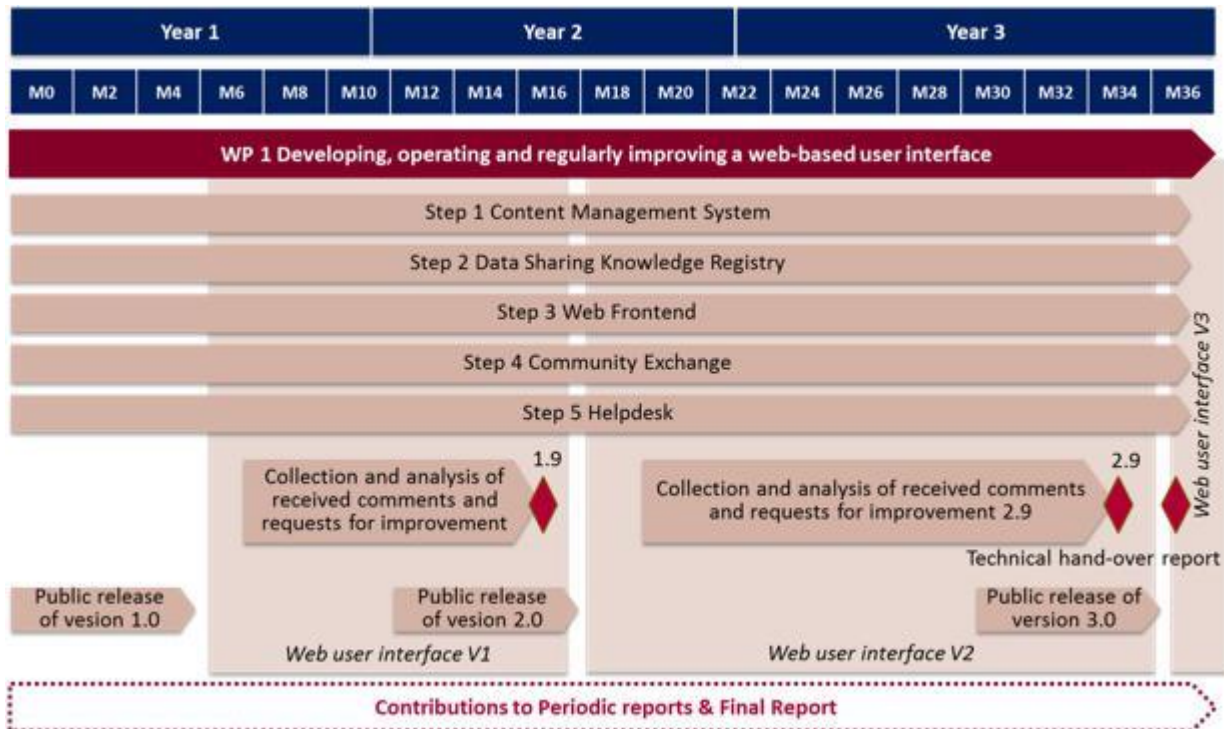 Year 1
Year 2
Year 3
M0
M2
M4
M6
M8
M10
M12
M14
M16
M18
M20
M22
M24
M26
M28
M30
M32
M34
M36
WP 1 Developing, operating and regularly improving a web-based user interface
Step 1 Content Management System
Step 2 Data Sharing Knowledge Registry
Step 3 Web Frontend
Step 4 Community Exchange
Step 5 Helpdesk
Web user interface V3
Collection and analysis of
received comments and
requests for improvement
1.9
Collection and analysis of received comments
and requests for improvement 2.9
2.9
Technical hand-over report
Public release
of vesion 1.0
Public release
of vesion 2.0
Public release of
version 3.0
Web user interface V1
Web user interface V2
Contributions to Periodic reports & Final Report